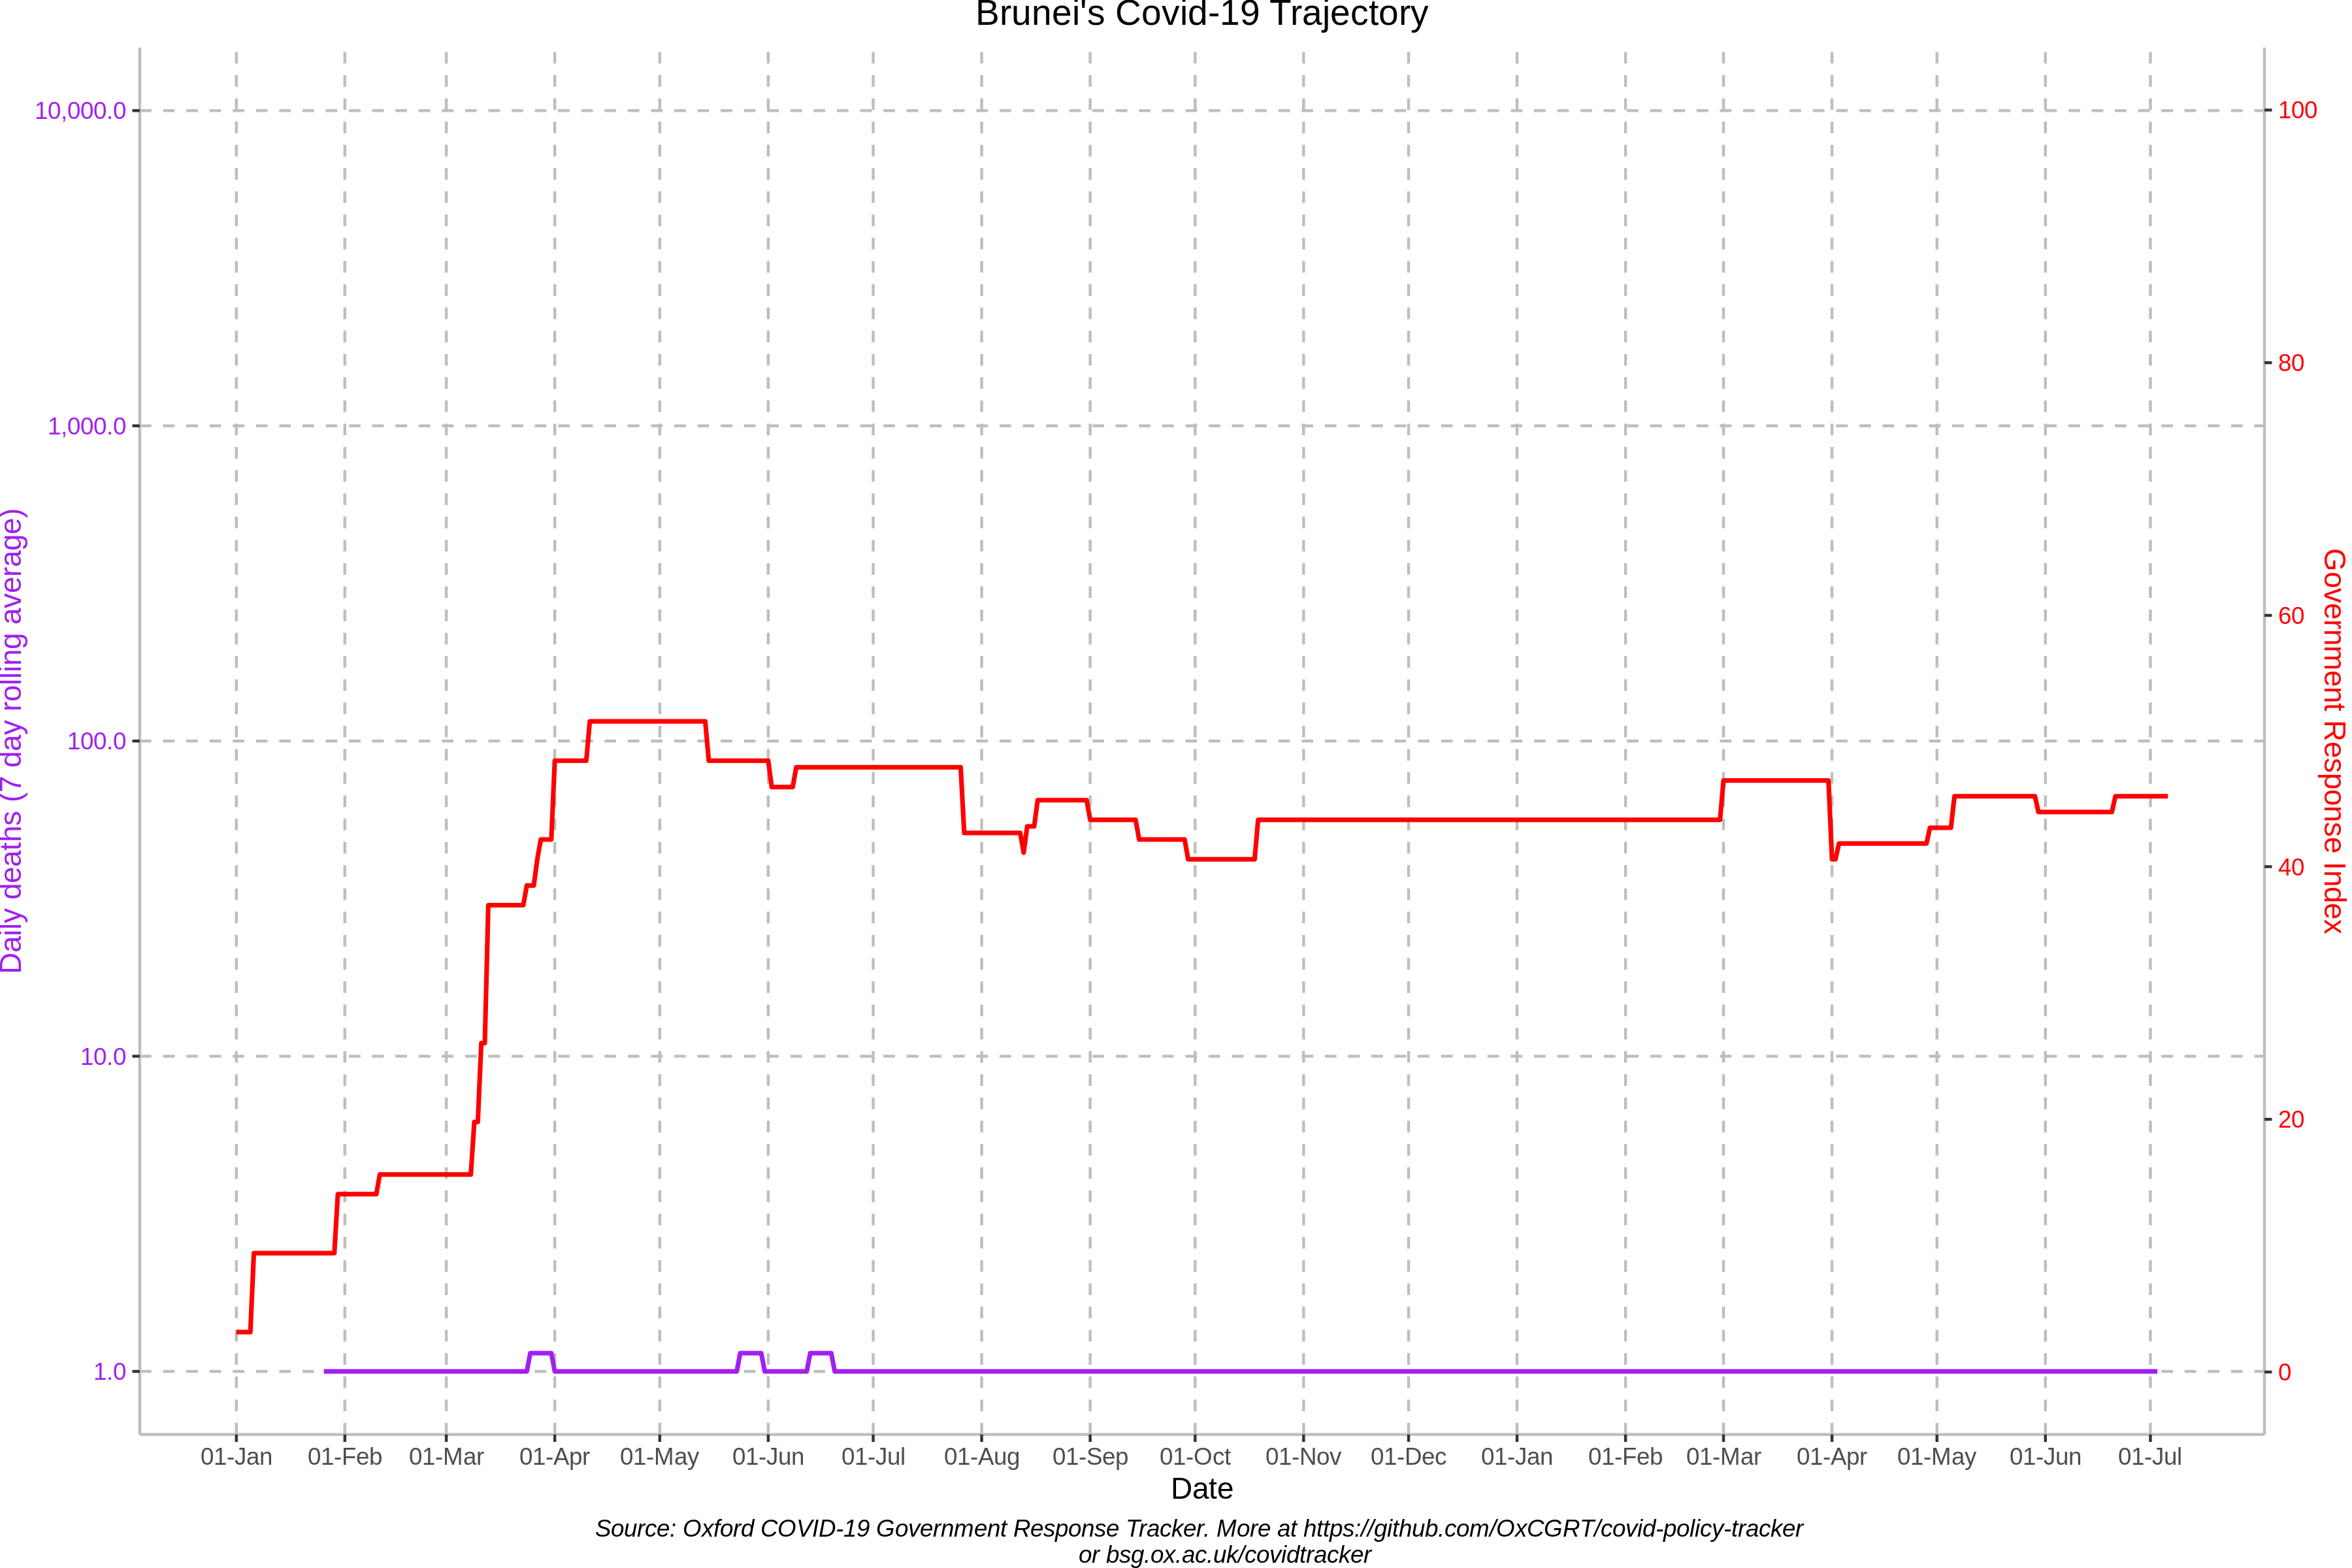 Brunei's Covid-19 Trajectory
10,000.0
1,000.0
100.0
10.0
1.0
Daily deaths (7 day rolling average)
100
80
60
40
20
0
Government Response Index
01-Jan 01-Feb 01-Mar 01-Apr 01-May 01-Jun 01-Jul 01-Aug 01-Sep 01-Oct 01-Nov 01-Dec 01-Jan 01-Feb 01-Mar 01-Apr 01-May 01-Jun 01-Jul
Date
Source: Oxford COVID-19 Government Response Tracker. More at https://github.com/OxCGRT/covid-policy-tracker
or bsg.ox.ac.uk/covidtracker